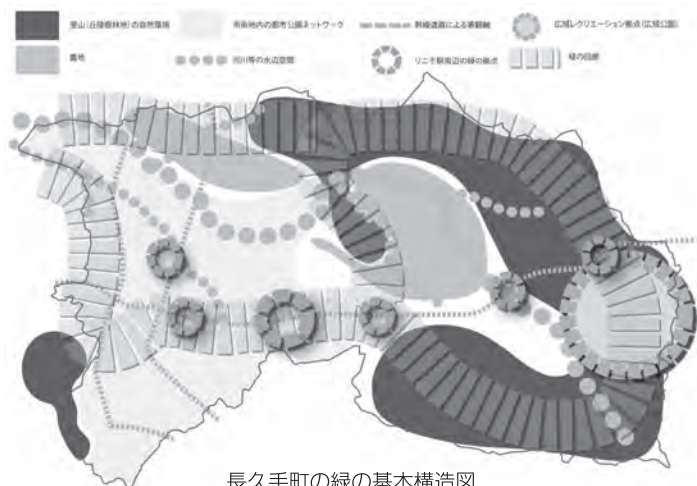 里山（丘陵樹林地）の自然環境
市街地内の都市公園ネットワーク
幹線道路による景観軸
広域レクリエーション拠点（広域公園）
農地
河川等の水辺空間
リニモ駅周辺の緑の拠点
緑の回廊
長久手町の緑の基本構造図